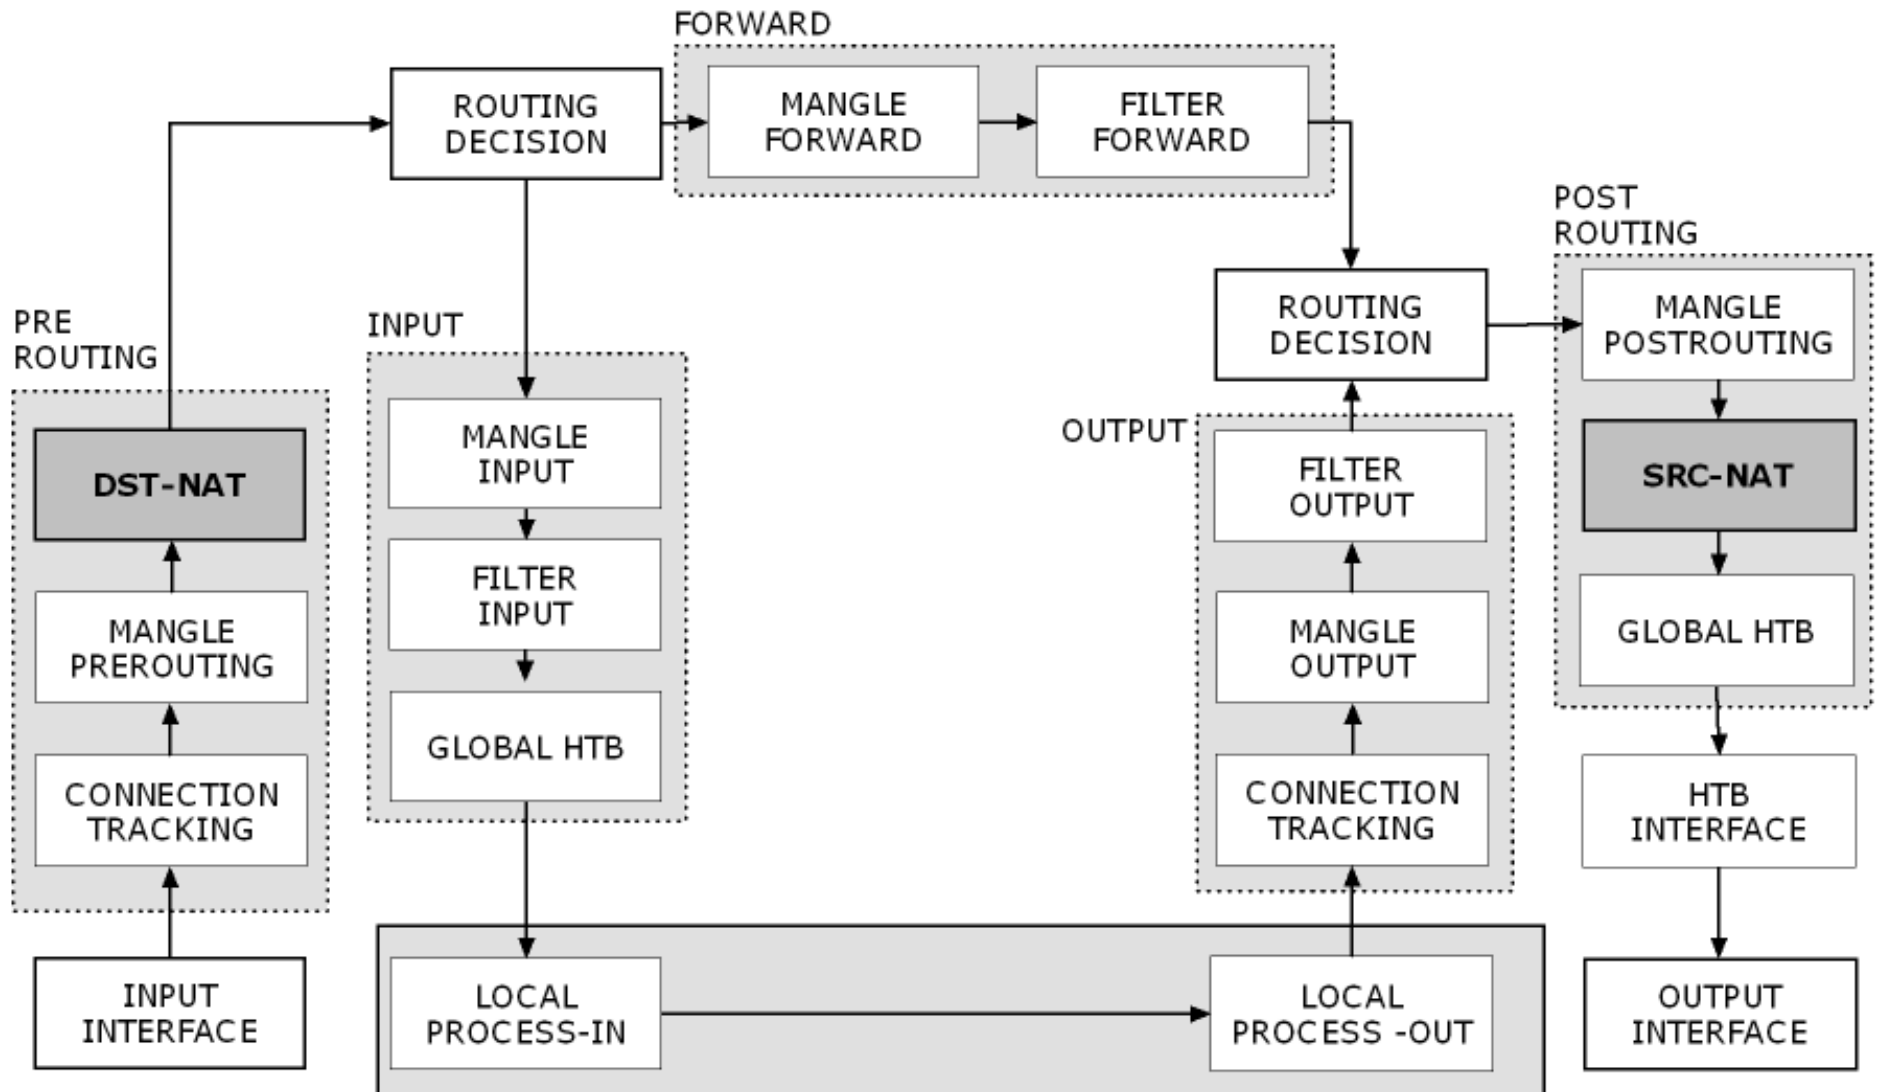 FORWARD
ROUTING
DECISION
MANGLE
FORWARD
FILTER
FORWARD
POST
ROUTING
ROUTING
DECISION
MANGLE
POSTROUTING
PRE
ROUTING
INPUT
MANGLE
INPUT
OUTPUT
FILTER
OUTPUT
DST-NAT
SRC-NAT
FILTER
INPUT
MANGLE
PREROUTING
MANGLE
OUTPUT
GLOBAL HTB
GLOBAL HTB
CONNECTION
TRACKING
CONNECTION
TRACKING
HTB
INTERFACE
INPUT
INTERFACE
LOCAL
PROCESS-IN
LOCAL
PROCESS -OUT
OUTPUT
INTERFACE